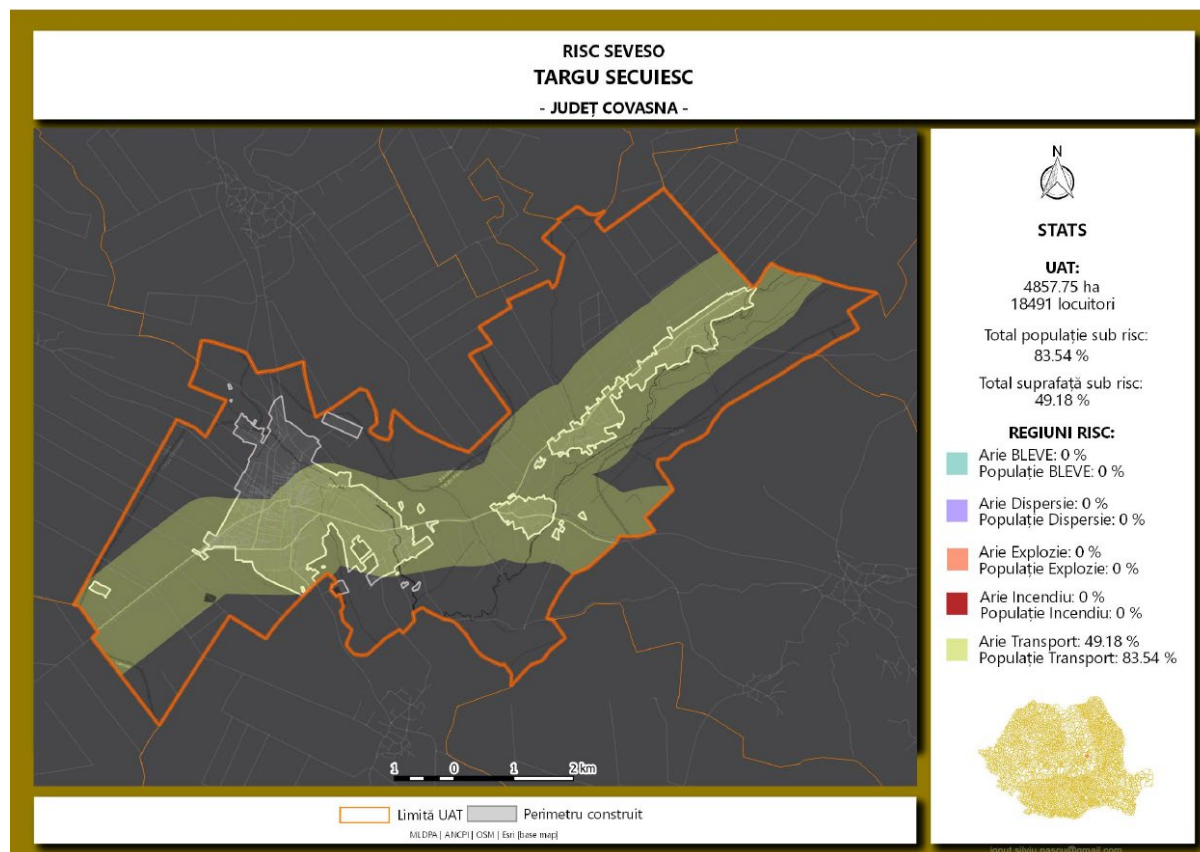 RISC SEVESO
TARGU SECUIESC
- JUDEȚ COVASNA -
N
STATS
UAT:
4857.75 ha
18491 locuitori
Total populație sub risc:
83.54 %
Total suprafață sub risc:
49.18 %
REGIUNI RISC:
Arie BLEVE: 0 %
Populație BLEVE: 0 %
Arie Dispersie: 0 %
Populație Dispersie: 0 %
Arie Explozie: 0 %
Populație Explozie: 0 %
Arie Incendiu: 0 %
Populație Incendiu: 0 %
Arie Transport: 49.18 %
Populație Transport: 83.54 %
1 0 1 2 km
Limită UAT Perimetru construit
MLDPA | ANCPI | OSM | Esri [base map]